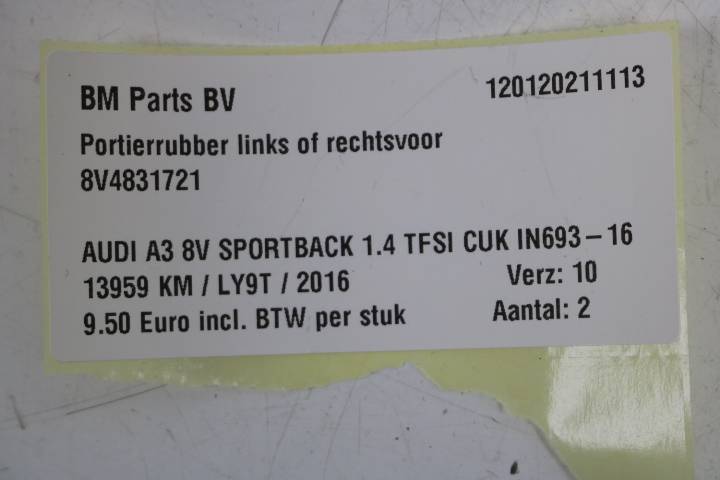 BM Parts BV 120120211113
Portierrubber links of rechtsvoor
8V4831721
AUDI A3 8V SPORTBACK 1.4 TFSI CUK IN693-16
13959 KM / LY9T / 2016 Verz: 10
9.50 Euro incl. BTW per stuk Aantal: 2